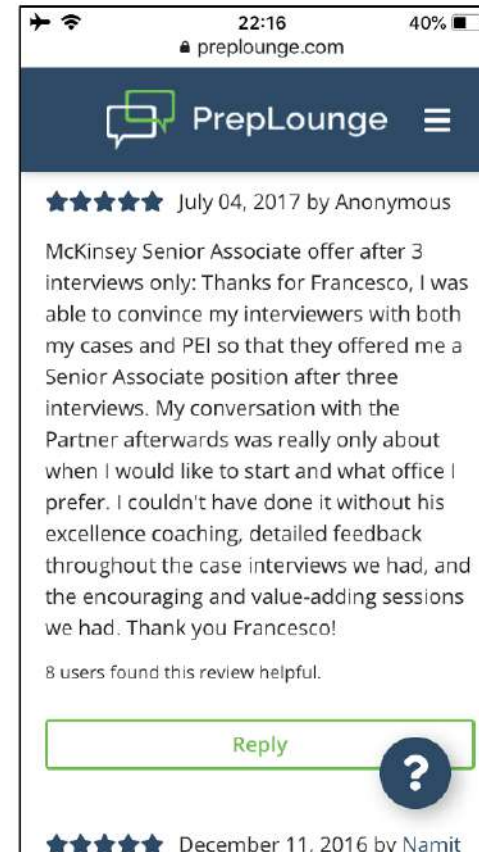 22:16
40%
preplounge.com
PrepLounge
July 04, 2017 by Anonymous
McKinsey Senior Associate offer after 3
interviews only: Thanks for Francesco, I was
able to convince my interviewers with both
my cases and PEI so that they offered me a
Senior Associate position after three
interviews. My conversation with the
Partner afterwards was really only about
when I would like to start and what office I
prefer. I couldn't have done it without his
excellence coaching, detailed feedback
throughout the case interviews we had, and
the encouraging and value-adding sessions
we had. Thank you Francesco!
8 users found this review helpful.
Reply
?
December 11, 2016 by Namit